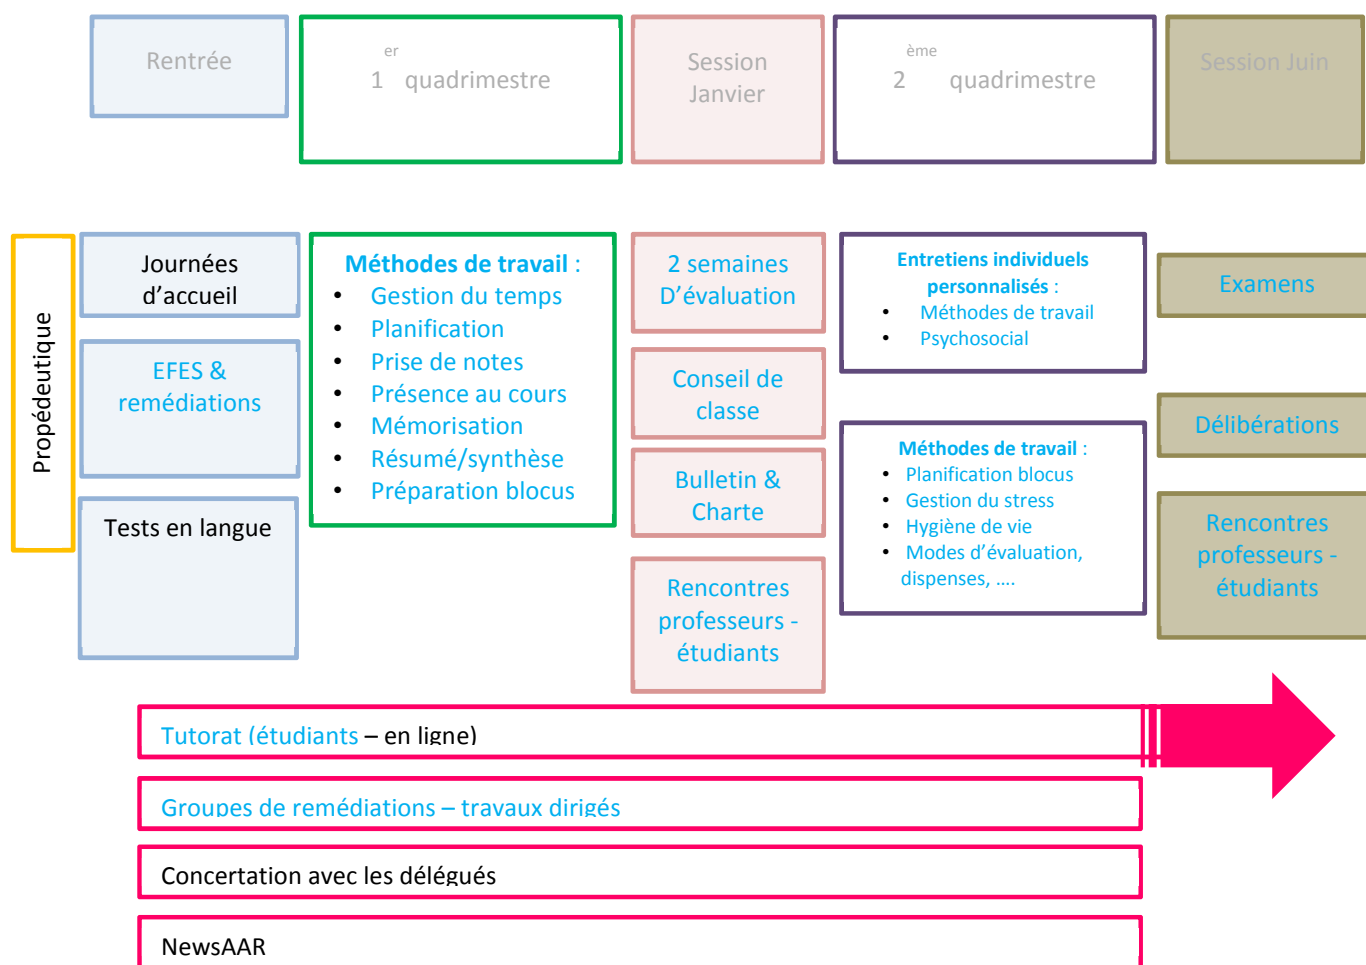 Rentrée
1er quadrimestre
Session
Janvier
2ème quadrimestre
Session Juin
Propédeutique
Journées
d’accueil
EFES &
remédiations
Tests en langue
Méthodes de travail :
• Gestion du temps
• Planification
• Prise de notes
• Présence au cours
• Mémorisation
• Résumé/synthèse
• Préparation blocus
2 semaines
D’évaluation
Conseil de
classe
Bulletin &
Charte
Rencontres
professeurs -
étudiants
Entretiens individuels
personnalisés :
• Méthodes de travail
• Psychosocial
Méthodes de travail :
• Planification blocus
• Gestion du stress
• Hygiène de vie
• Modes d’évaluation,
dispenses, ....
Examens
Délibérations
Rencontres
professeurs -
étudiants
Tutorat (étudiants – en ligne)
Groupes de remédiations – travaux dirigés
Concertation avec les délégués
NewsAAR